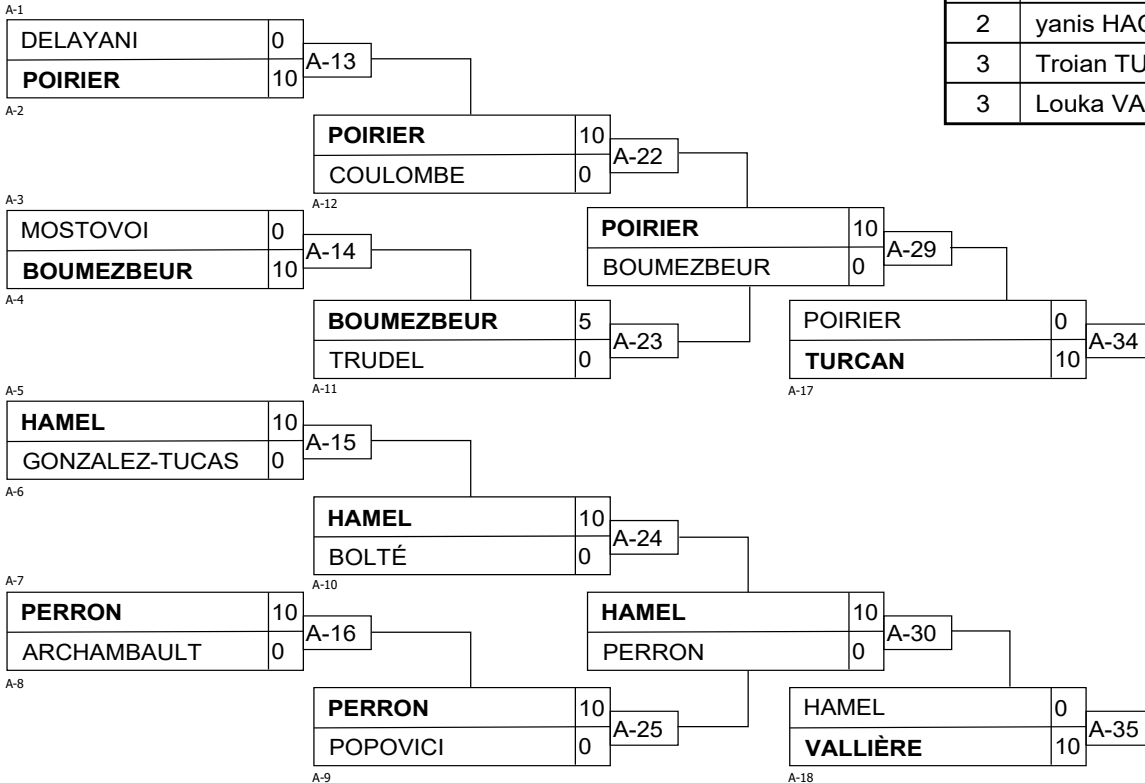 A-1
DELAYANI 0
A-13
POIRIER 10
A-2
2 yanis
3 Troian
3 Louka
POIRIER 10
A-22
COULOMBE 0
A-12
A-3
MOSTOVOI 0
A-14
BOUMEZBEUR 10
A-4
POIRIER 10
A-29
BOUMEZBEUR 0
BOUMEZBEUR 5
A-23
TRUDEL 0
A-11
POIRIER 0
A-34
TURCAN 10
A-17
A-5
HAMEL 10
A-15
GONZALEZ-TUCAS 0
A-6
HAMEL 10
A-24
BOLTÉ 0
A-10
A-7
PERRON 10
A-16
ARCHAMBAULT 0
A-8
HAMEL 10
A-30
PERRON 0
PERRON 10
A-25
POPOVICI 0
A-9
HAMEL 0
A-35
VALLIÈRE 10
A-18